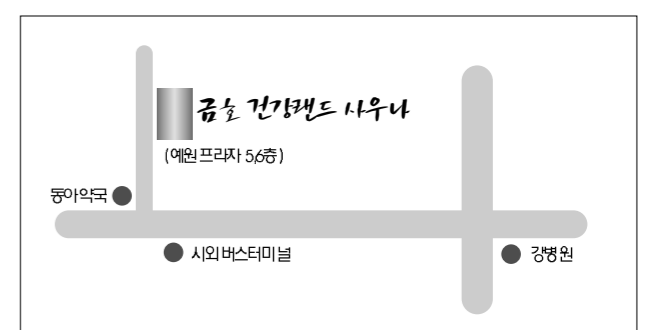 금호 건강랜드 사우나
(예원프라자 5,6층)
동아약국
시외버스터미널
강병원